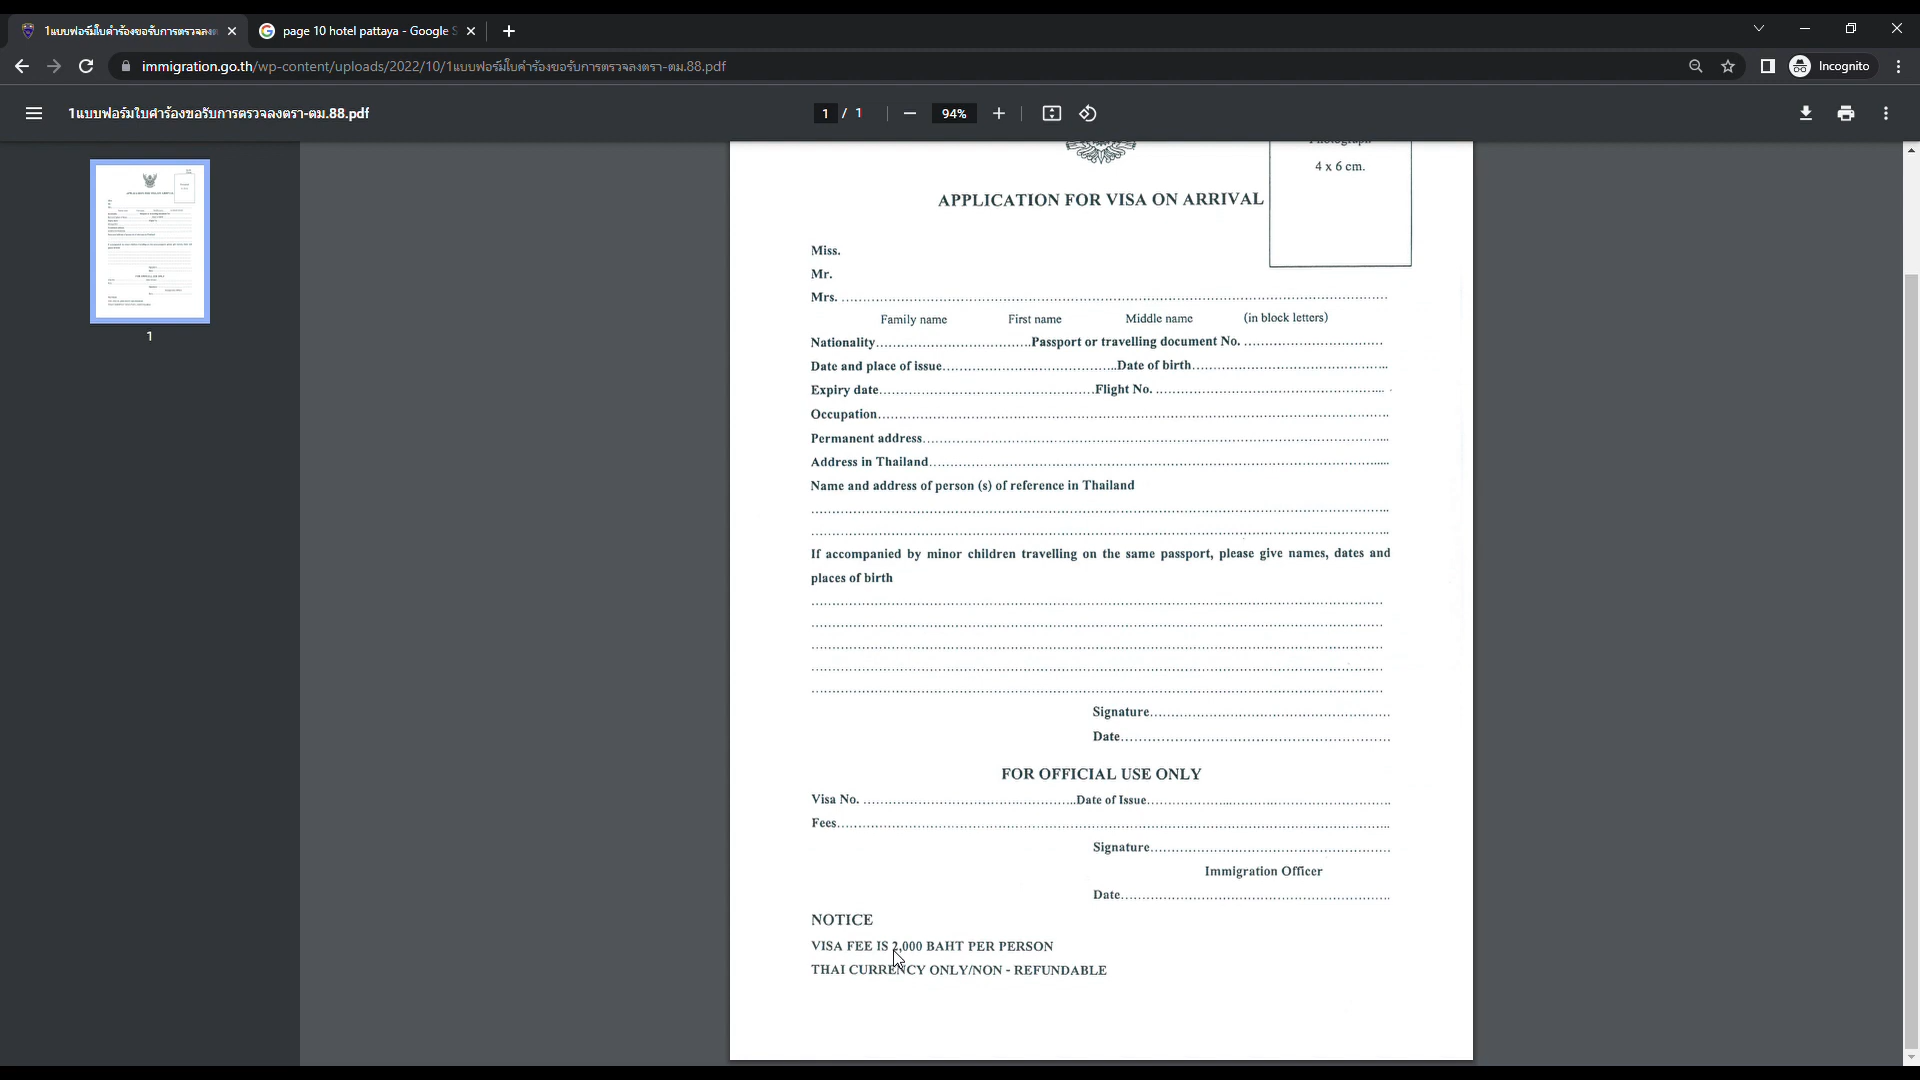 1แบบฟอร์มใบคำร้องขอรับการตรวจลงต
page 10 hotel pattaya - Google S
immigration.go.th/wp-content/uploads/2022/10/1แบบฟอร์มใบคำร้องขอรับการตรวจลงตรา-ตม.88.pdf
Incognito
1แบบฟอร์มใบคำร้องขอรับการตรวจลงตรา-ตม.88.pdf
1 / 1
94%
1
Photograph
4 x 6 cm.
APPLICATION FOR VISA ON ARRIVAL
Miss.
Mr.
Mrs.
Family name First name Middle name (in block letters)
Nationality Passport or travelling document No.
Date and place of issue Date of birth
Expiry date Flight No.
Occupation
Permanent address
Address in Thailand
Name and address of person (s) of reference in Thailand
If accompanied by minor children travelling on the same passport, please give names, dates and
places of birth
Signature
Date
FOR OFFICIAL USE ONLY
Visa No. Date of Issue
Fees
Signature
Immigration Officer
Date
NOTICE
VISA FEE IS 2,000 BAHT PER PERSON
THAI CURRENCY ONLY/NON - REFUNDABLE